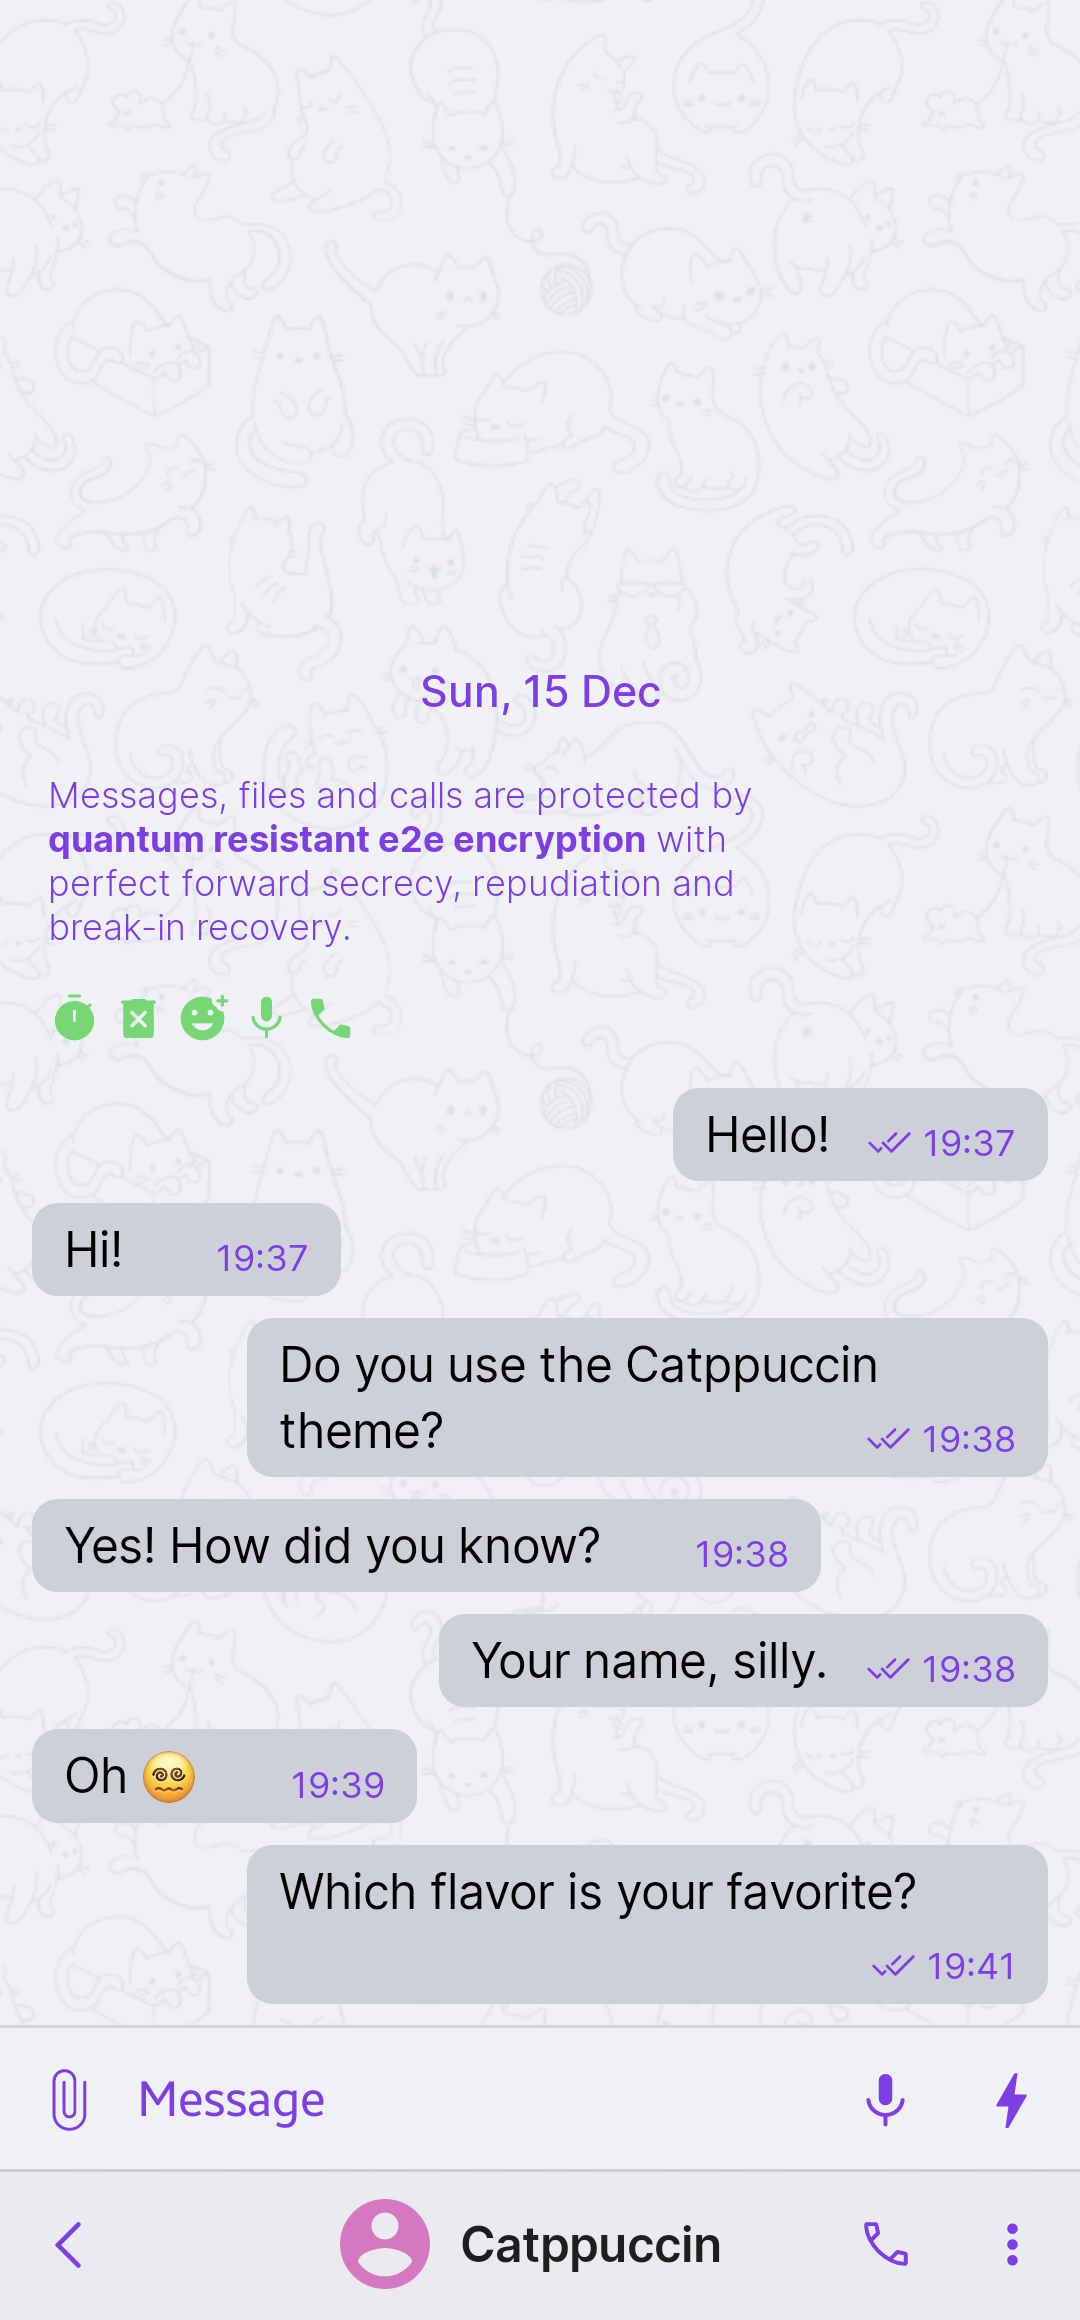 Sun, 15 Dec
Messages, files and calls are protected by
quantum resistant e2e encryption with
perfect forward secrecy, repudiation and
break-in recovery.
Hello! 19:37
Hi! 19:37
Do you use the Catppuccin
theme? 19:38
Yes! How did you know? 19:38
Your name, silly. 19:38
Oh 😵‍💫 19:39
Which flavor is your favorite?
19:41
Message
Catppuccin